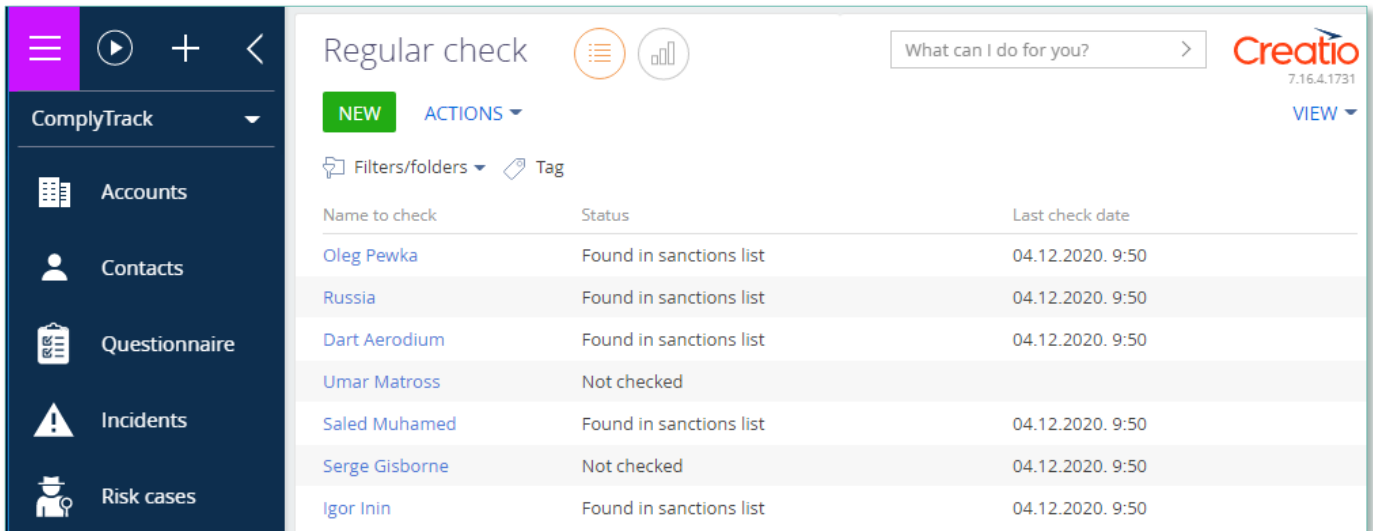 Regular check
What can I do for you?
Creatio
7.16.4.1731
ComplyTrack
NEW ACTIONS VIEW
Filters/folders Tag
Accounts
Contacts
Questionnaire
Incidents
Risk cases
Name to check Status Last check date
Oleg Pewka Found in sanctions list 04.12.2020. 9:50
Russia Found in sanctions list 04.12.2020. 9:50
Dart Aerodium Found in sanctions list 04.12.2020. 9:50
Umar Matross Not checked
Saled Muhamed Found in sanctions list 04.12.2020. 9:50
Serge Gisborne Not checked 04.12.2020. 9:50
Igor Inin Found in sanctions list 04.12.2020. 9:50